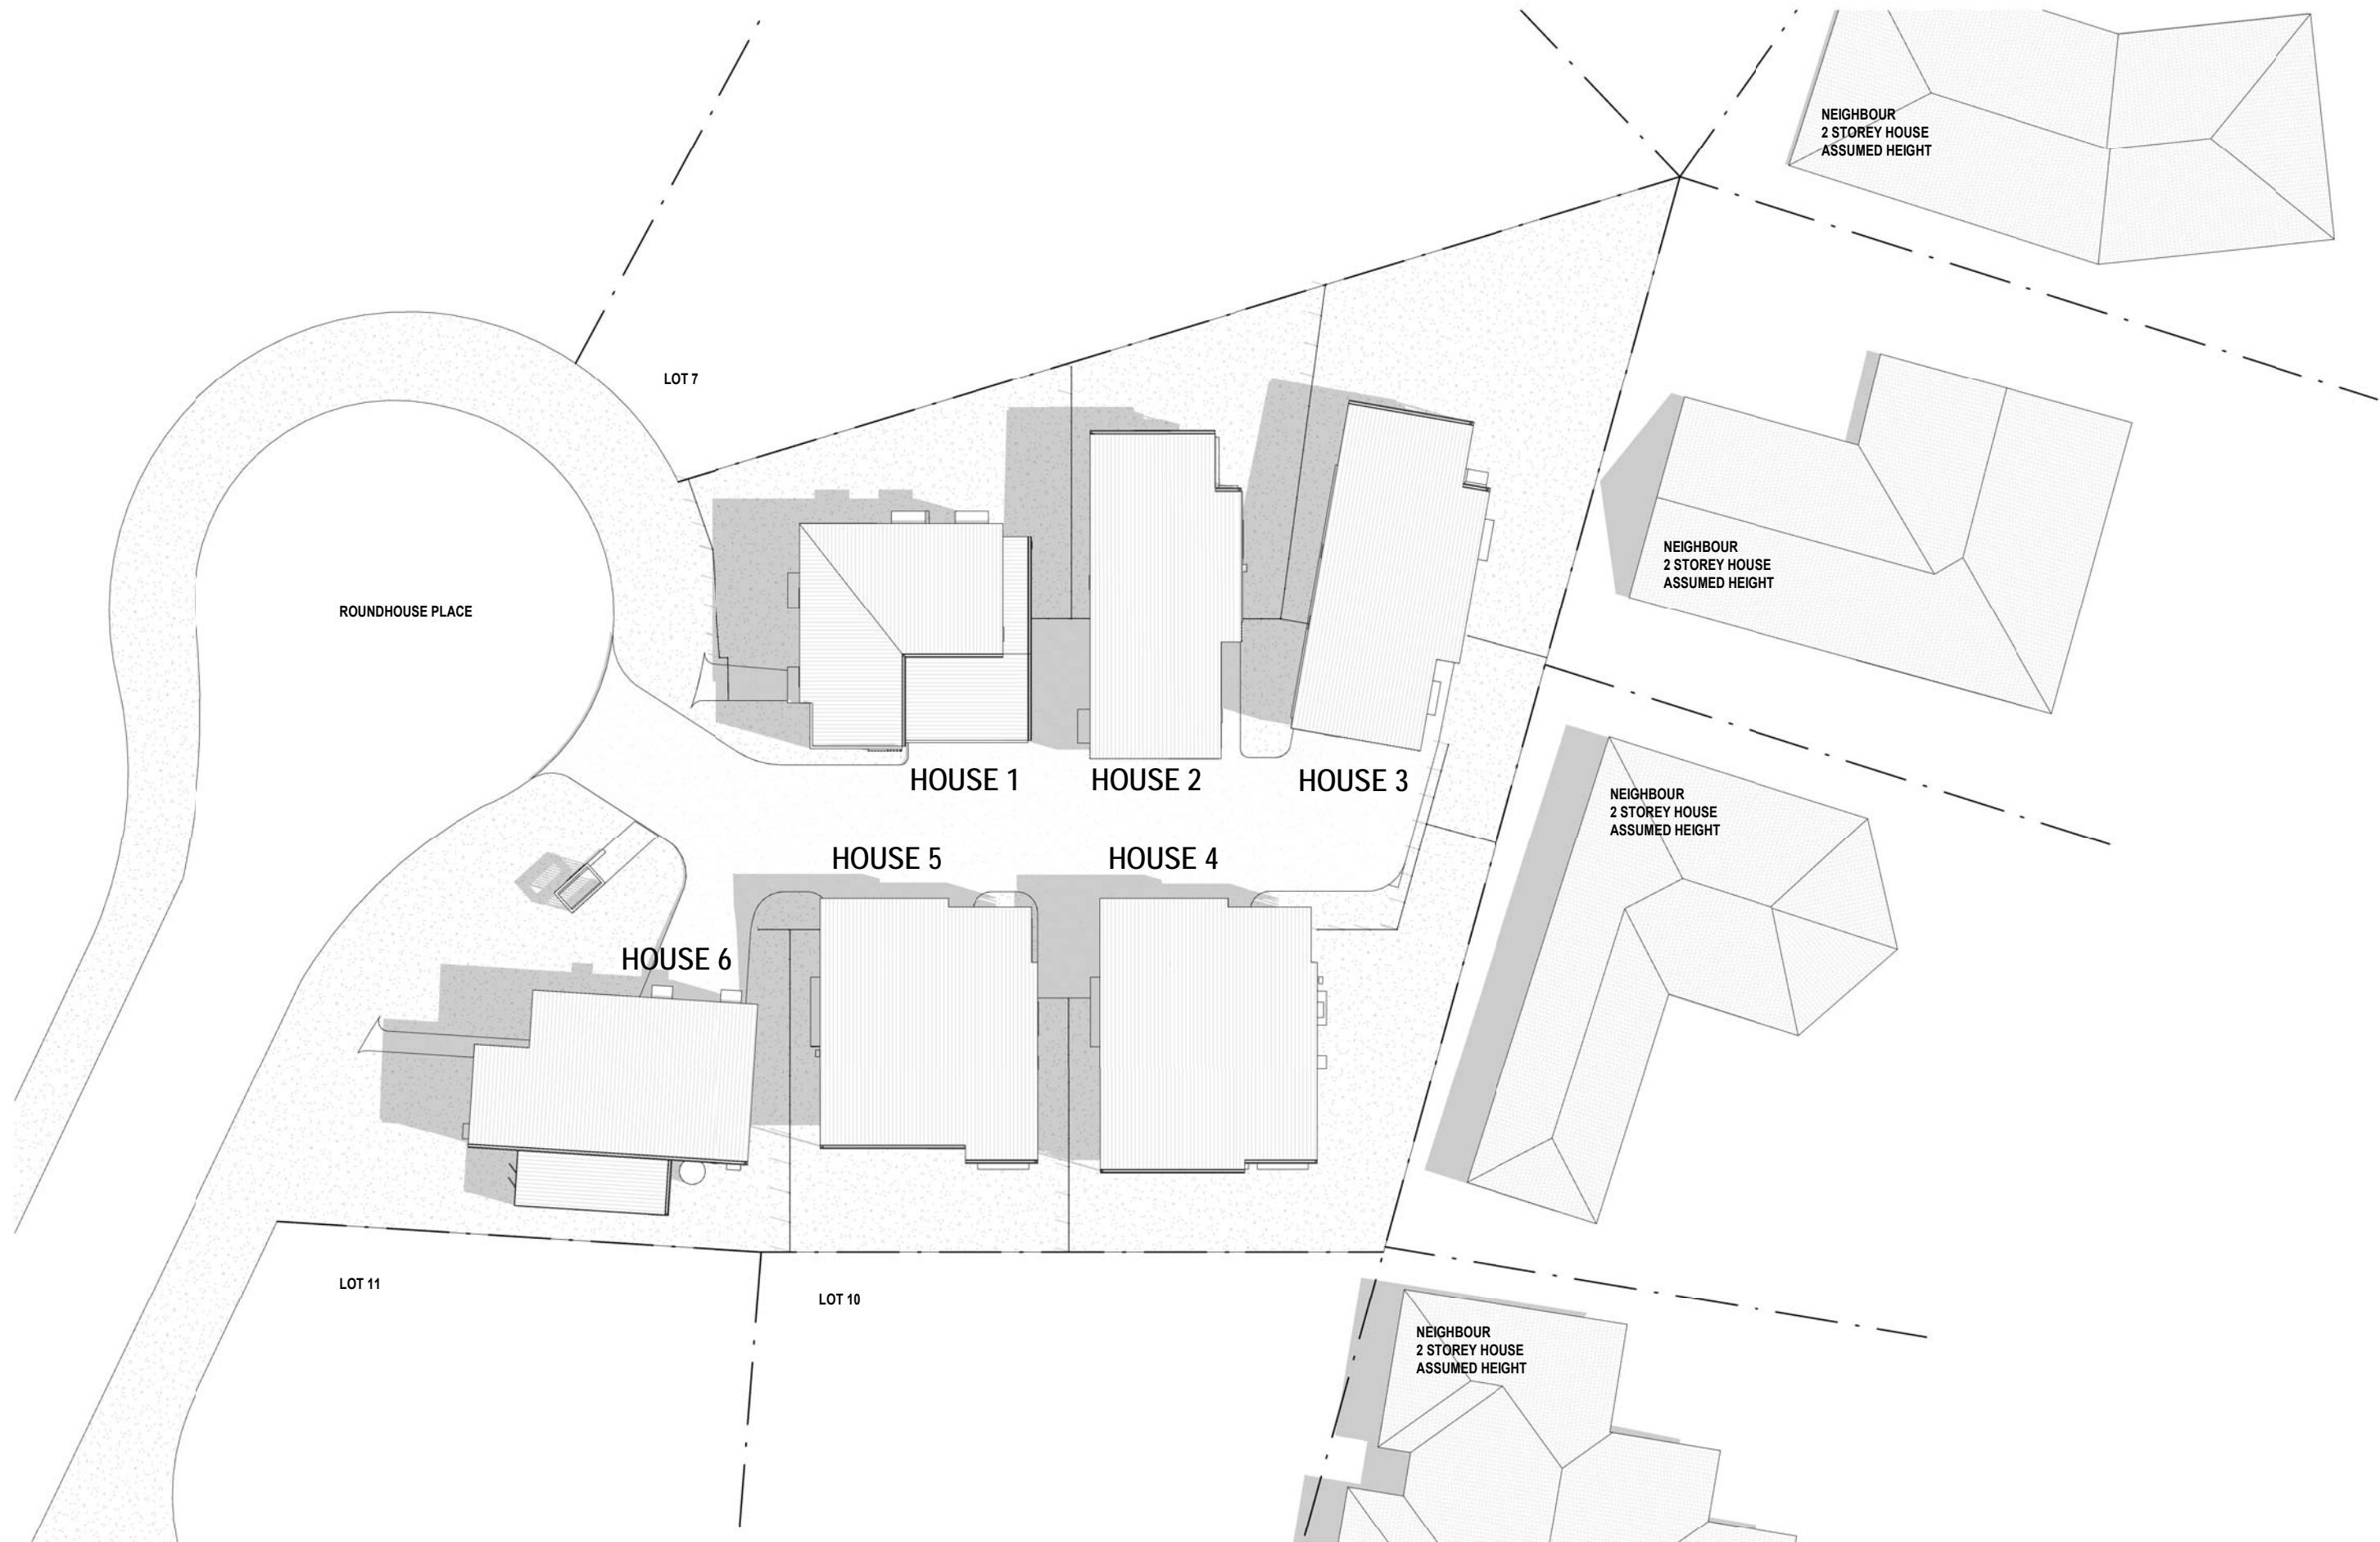 NEIGHBOUR
2 STOREY HOUSE
ASSUMED HEIGHT
LOT 7
NEIGHBOUR
2 STOREY HOUSE
ASSUMED HEIGHT
ROUNDHOUSE PLACE
HOUSE 1
HOUSE 2
HOUSE 3
NEIGHBOUR
2 STOREY HOUSE
ASSUMED HEIGHT
HOUSE 5
HOUSE 4
HOUSE 6
LOT 11
LOT 10
NEIGHBOUR
2 STOREY HOUSE
ASSUMED HEIGHT